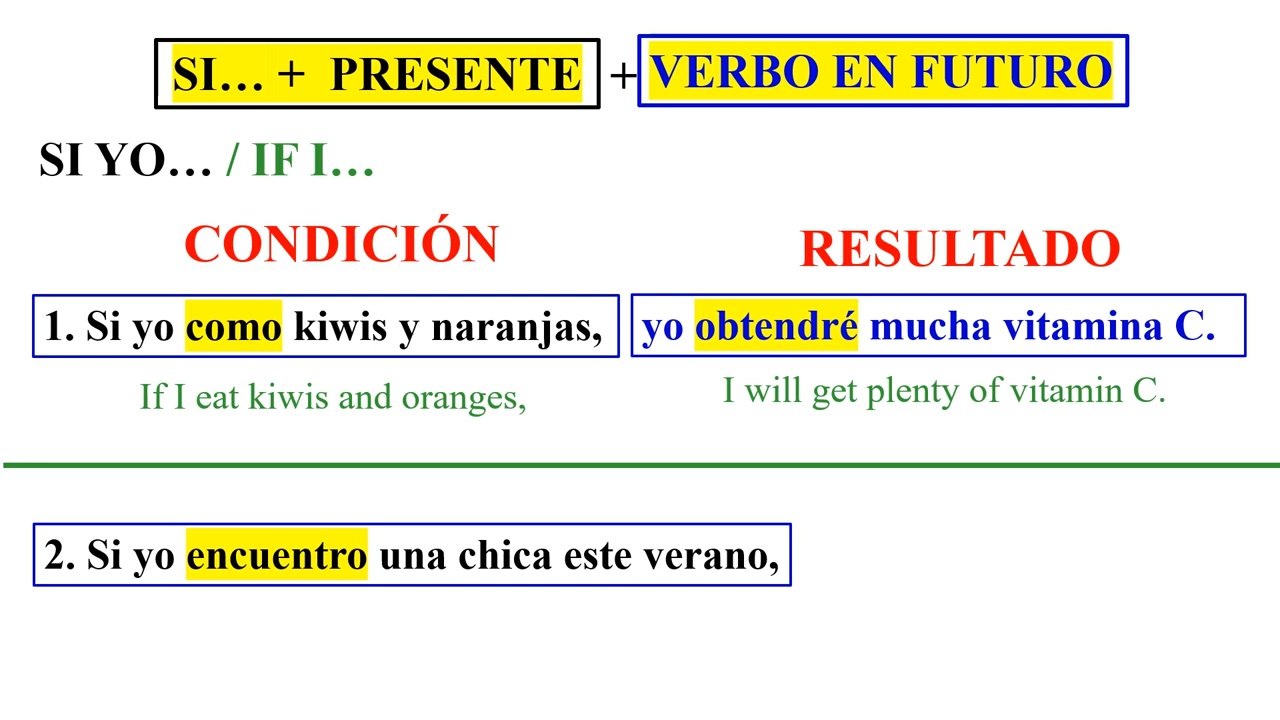 SI… + PRESENTE + VERBO EN FUTURO
SI YO… / IF I…
CONDICIÓN RESULTADO
1. Si yo como kiwis y naranjas, yo obtendré mucha vitamina C.
If I eat kiwis and oranges, I will get plenty of vitamin C.
2. Si yo encuentro una chica este verano,